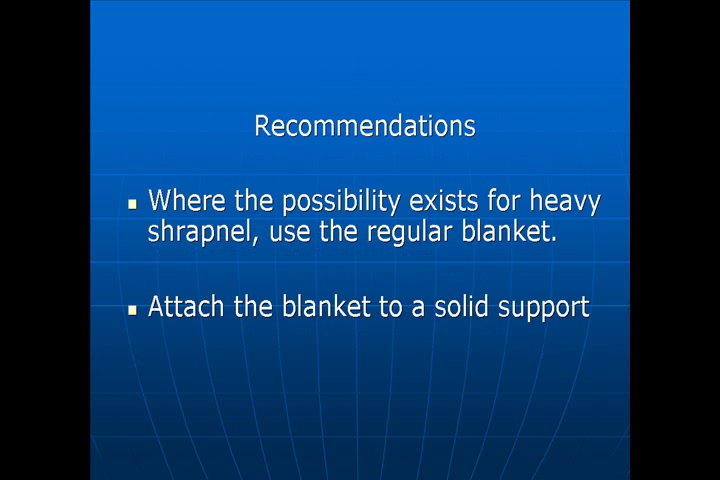 Recommendations
Where the possibility exists for heavy
shrapnel, use the regular blanket.
Attach the blanket to a solid support